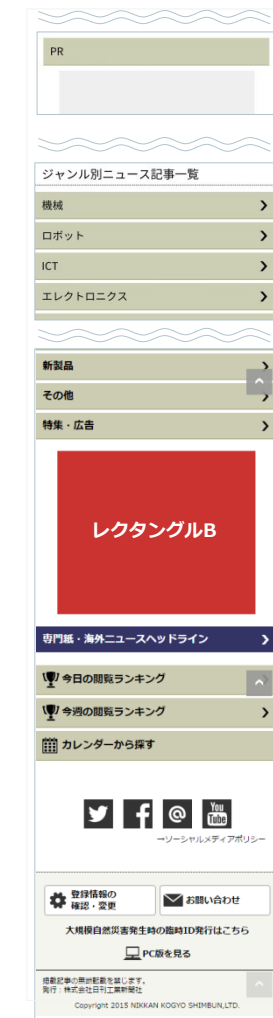 PR
ジャンル別ニュース記事一覧
機械
ロボット
ICT
エレクトロニクス
新製品
その他
特集・広告
レクタングルB
専門紙・海外ニュースヘッドライン
今日の閲覧ランキング
今週の閲覧ランキング
カレンダーから探す
You
Tube
→ソーシャルメディアポリシー
登録情報の
確認・変更
お問い合わせ
大規模自然災害発生時の臨時ID発行はこちら
PC版を見る
掲載記事の無断転載を禁じます。
発行：株式会社日刊工業新聞社
Copyright 2015 NIKKAN KOGYO SHIMBUN,LTD.